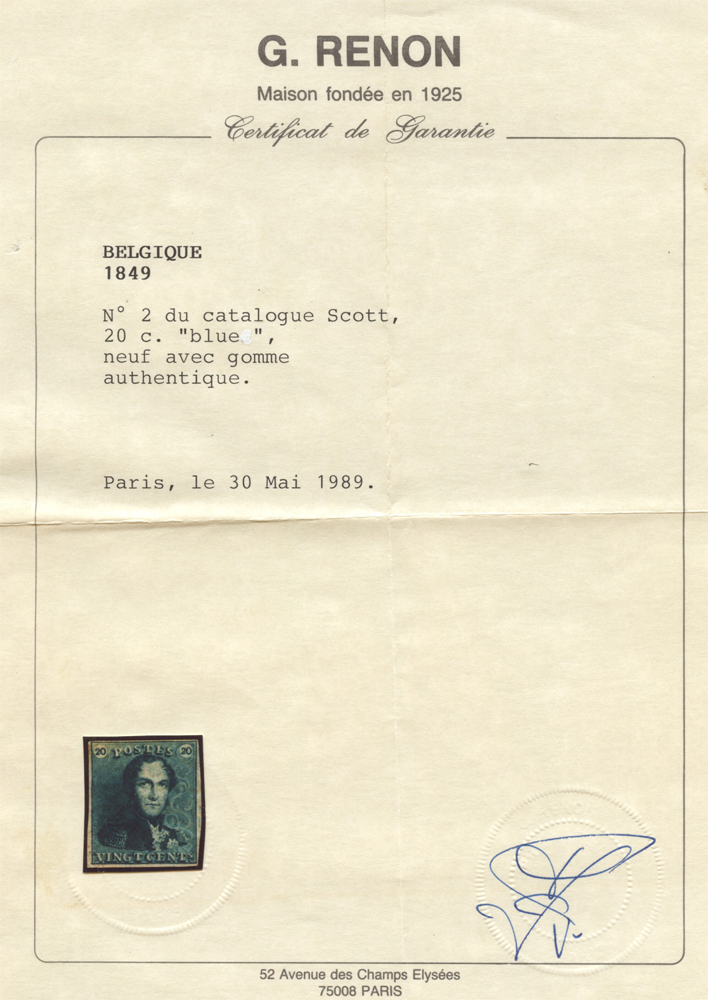 G. RENON
Maison fondée en 1925
Certificat de Garantie
BELGIQUE
1849
N° 2 du catalogue Scott,
20 c. "blue ",
neuf avec gomme
authentique.
Paris, le 30 Mai 1989.
20 POSTES 20
VINGT CENTS
52 Avenue des Champs Elysées
75008 PARIS